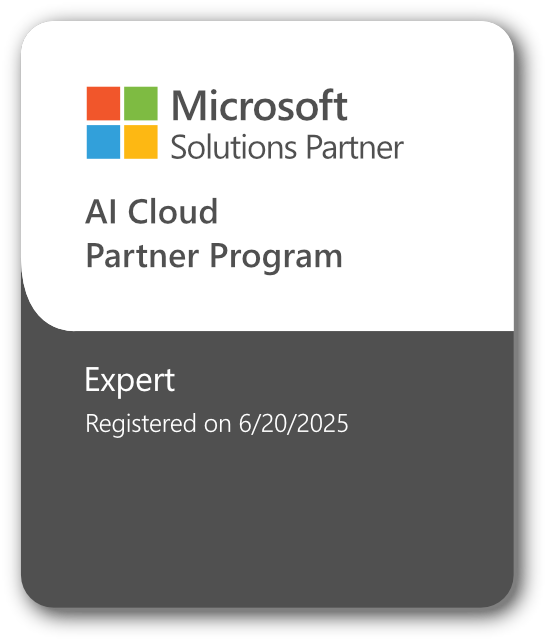 Microsoft
Solutions Partner
AI Cloud
Partner Program
Expert
Registered on 6/20/2025